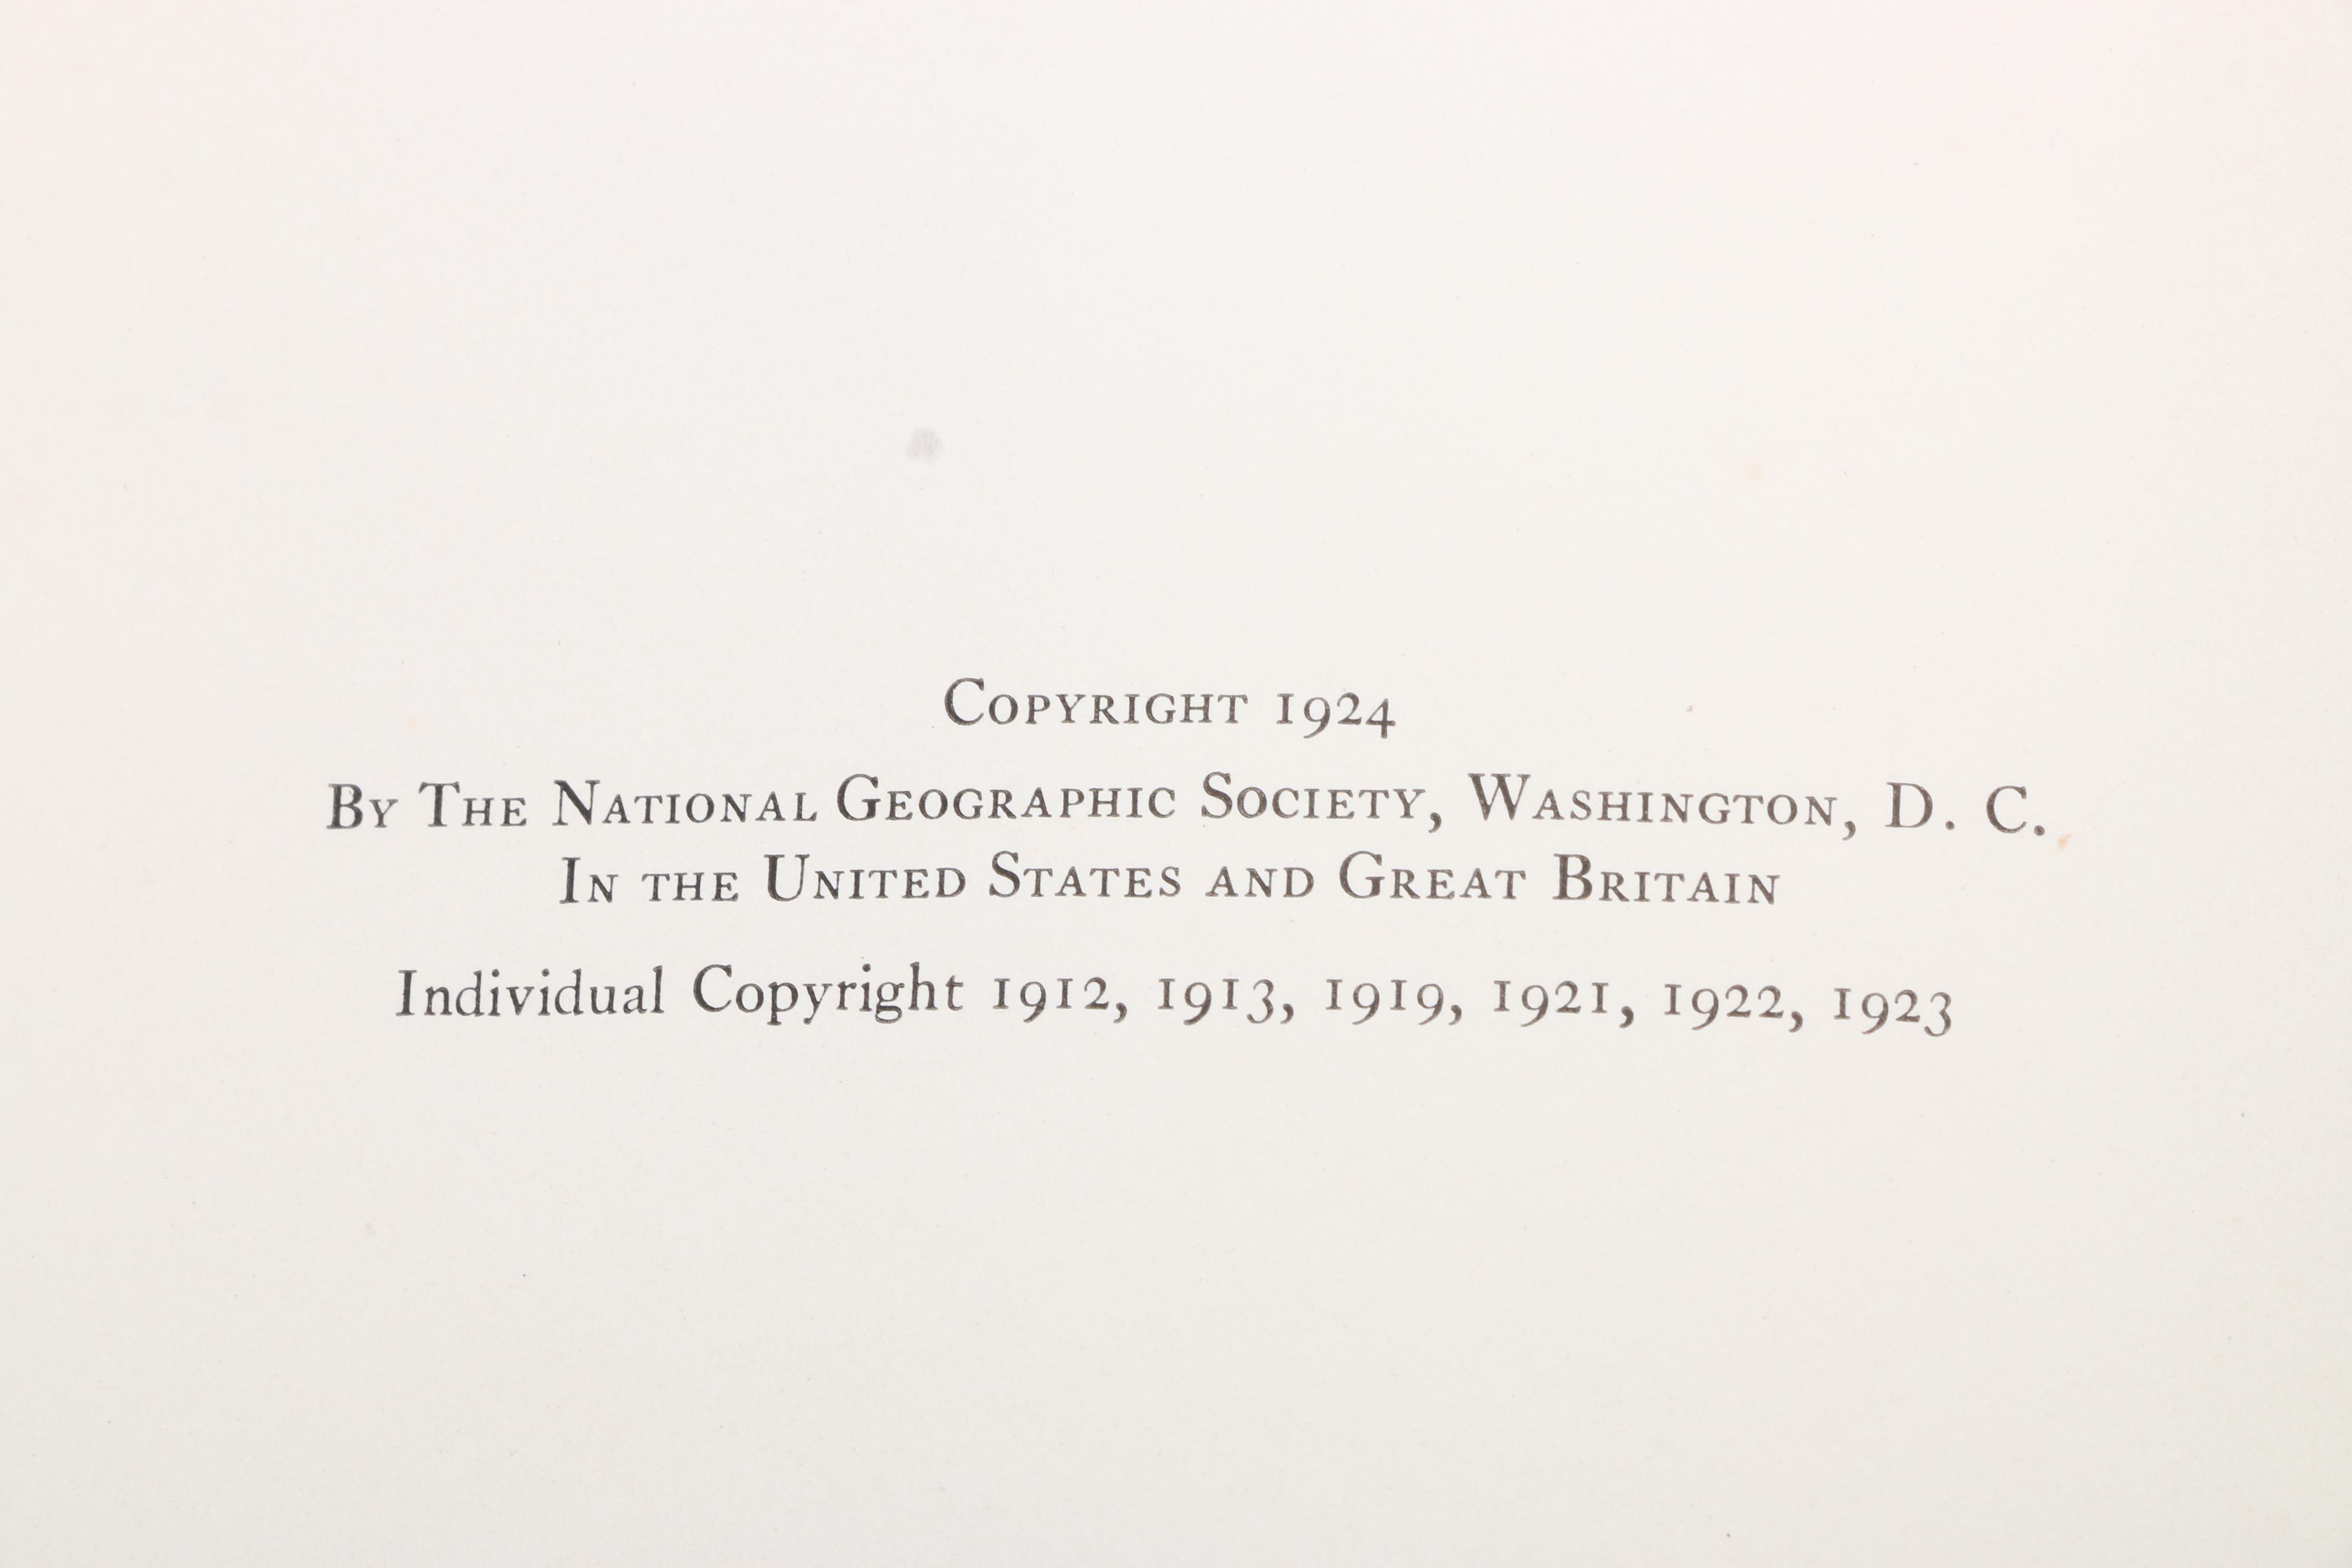 Copyright 1924
By The National Geographic Society, Washington, D. C.
In the United States and Great Britain
Individual Copyright 1912, 1913, 1919, 1921, 1922, 1923